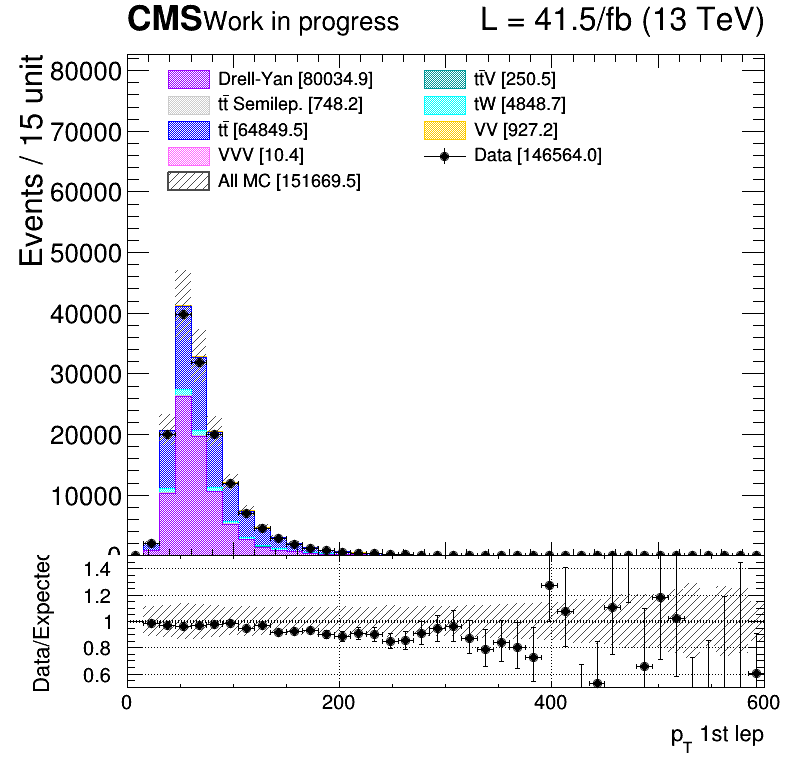 CMS Work in progress L = 41.5/fb (13 TeV)
Events / 15 unit
80000
70000
60000
50000
40000
30000
20000
10000
0
Drell-Yan [80034.9]
tt̄ Semilep. [748.2]
tt̄ [64849.5]
VVV [10.4]
All MC [151669.5]
tt̄V [250.5]
tW [4848.7]
VV [927.2]
Data [146564.0]
Data/Expected
1.4
1.2
1
0.8
0.6
0 200 400 600
p_T 1st lep